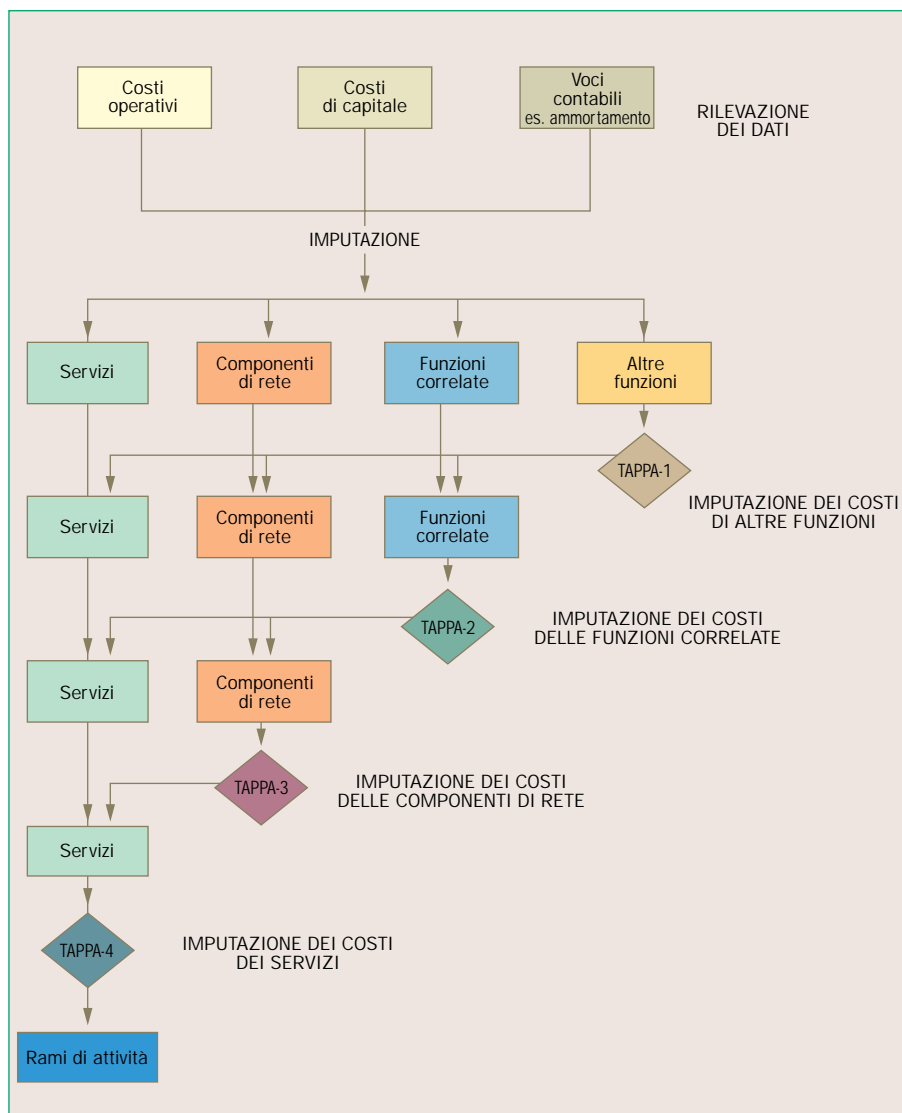 Costi
operativi
Costi
di capitale
Voci
contabili
es. ammortamento
RILEVAZIONE
DEI DATI
IMPUTAZIONE
Servizi
Componenti
di rete
Funzioni
correlate
Altre
funzioni
TAPPA-1
IMPUTAZIONE DEI COSTI
DI ALTRE FUNZIONI
Servizi
Componenti
di rete
Funzioni
correlate
TAPPA-2
IMPUTAZIONE DEI COSTI
DELLE FUNZIONI CORRELATE
Servizi
Componenti
di rete
TAPPA-3
IMPUTAZIONE DEI COSTI
DELLE COMPONENTI DI RETE
Servizi
TAPPA-4
IMPUTAZIONE DEI COSTI
DEI SERVIZI
Rami di attività